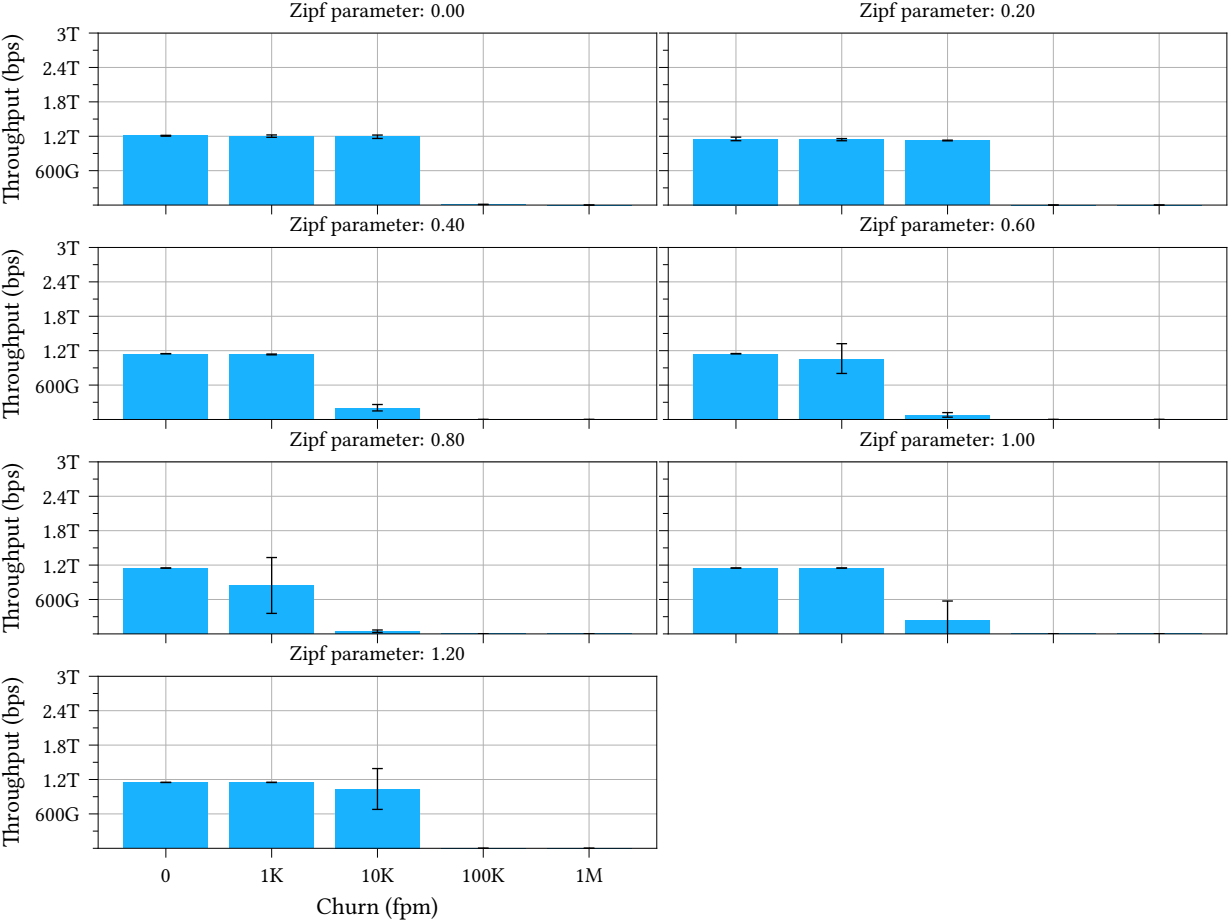 Zipf parameter: 0.00
Zipf parameter: 0.20
Throughput (bps)
3T
2.4T
1.8T
1.2T
600G
Zipf parameter: 0.40
Zipf parameter: 0.60
Throughput (bps)
3T
2.4T
1.8T
1.2T
600G
Zipf parameter: 0.80
Zipf parameter: 1.00
Throughput (bps)
3T
2.4T
1.8T
1.2T
600G
Zipf parameter: 1.20
Throughput (bps)
3T
2.4T
1.8T
1.2T
600G
0 1K 10K 100K 1M
Churn (fpm)